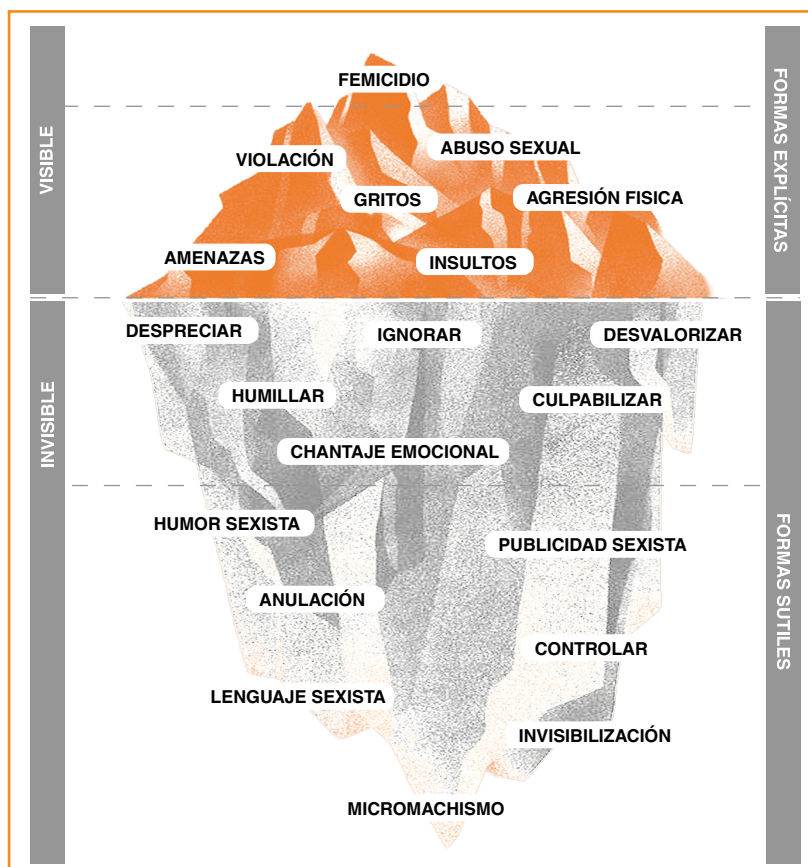 FEMICIDIO
VISIBLE
FORMAS EXPLÍCITAS
ABUSO SEXUAL
VIOLACIÓN
GRITOS
AGRESIÓN FISICA
AMENAZAS
INSULTOS
DESPRECIAR
IGNORAR
DESVALORIZAR
HUMILLAR
CULPABILIZAR
INVISIBLE
CHANTAJE EMOCIONAL
HUMOR SEXISTA
PUBLICIDAD SEXISTA
FORMAS SUTILES
ANULACIÓN
CONTROLAR
LENGUAJE SEXISTA
INVISIBILIZACIÓN
MICROMACHISMO